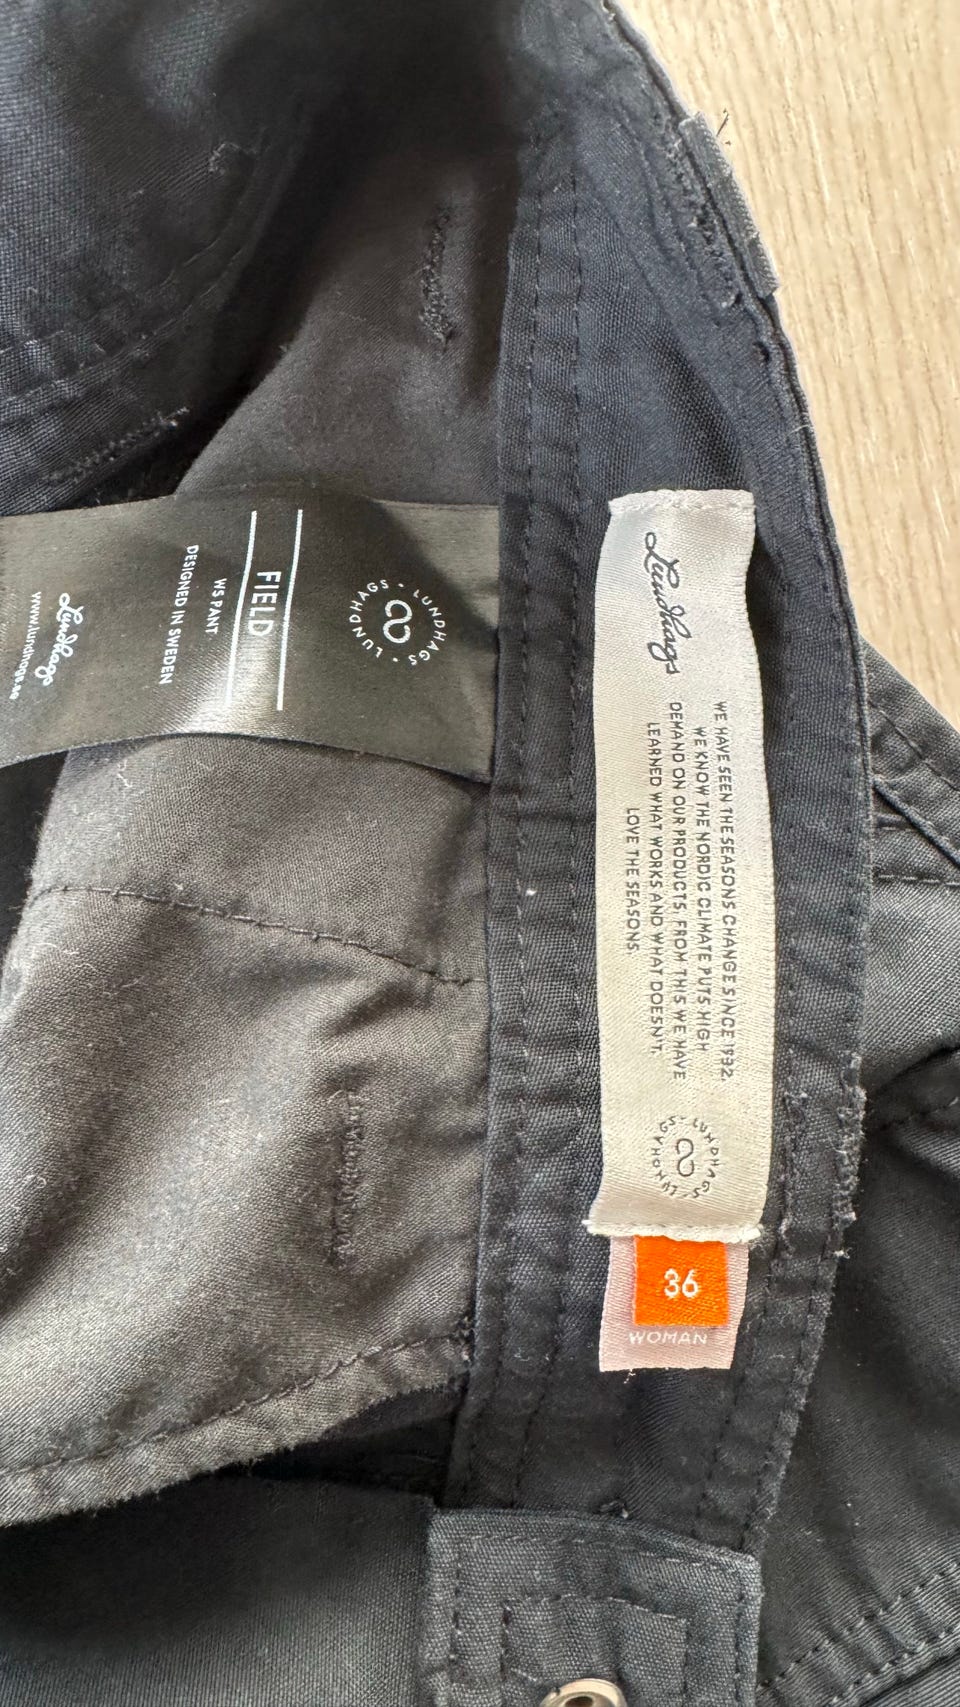 LUNDHAGS • LUNDHAGS •
FIELD
WS PANT
DESIGNED IN SWEDEN
Lundhags
www.lundhags.se
Lundhags
WE HAVE SEEN THE SEASONS CHANGE SINCE 1932.
WE KNOW THE NORDIC CLIMATE PUTS HIGH
DEMAND ON OUR PRODUCTS. FROM THIS WE HAVE
LEARNED WHAT WORKS AND WHAT DOESN'T.
LOVE THE SEASONS.
LUNDHAGS • LUNDHAGS •
36
WOMAN